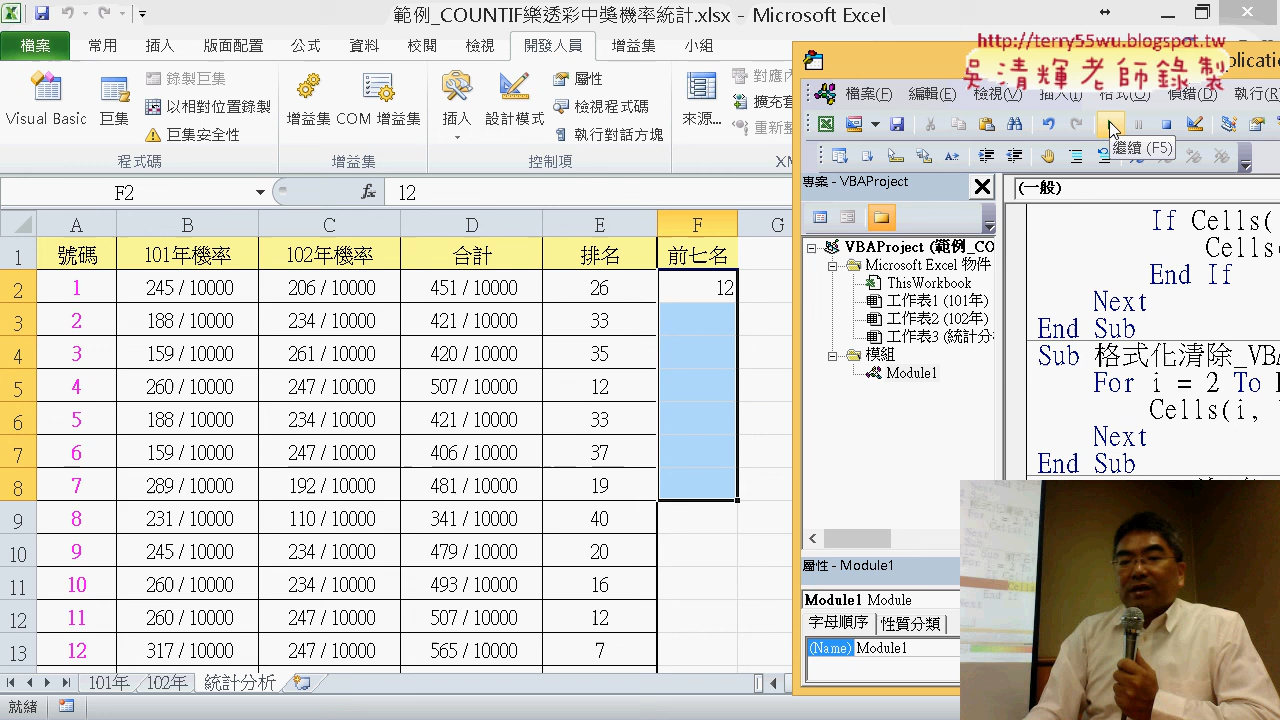 範例_COUNTIF樂透彩中獎機率統計.xlsx - Microsoft Excel
http://terry55wu.blogspot.tw
吳清輝老師錄製
檔案 常用 插入 版面配置 公式 資料 校閱 檢視 開發人員 增益集 小組
Visual Basic 巨集 錄製巨集 以相對位置錄製 巨集安全性
增益集 COM 增益集 插入 設計模式 屬性 檢視程式碼 執行對話方塊 來源...
程式碼 增益集 控制項
檔案(F) 編輯(E) 檢視(V) 插入(I) 格式(O) 偵錯(D) 執行(R)
繼續 (F5)
F2 fx 12
A B C D E F G
1 號碼 101年機率 102年機率 合計 排名 前七名
2 1 245 / 10000 206 / 10000 451 / 10000 26 12
3 2 188 / 10000 234 / 10000 421 / 10000 33
4 3 159 / 10000 261 / 10000 420 / 10000 35
5 4 260 / 10000 247 / 10000 507 / 10000 12
6 5 188 / 10000 234 / 10000 421 / 10000 33
7 6 159 / 10000 247 / 10000 406 / 10000 37
8 7 289 / 10000 192 / 10000 481 / 10000 19
9 8 231 / 10000 110 / 10000 341 / 10000 40
10 9 245 / 10000 234 / 10000 479 / 10000 20
11 10 260 / 10000 234 / 10000 493 / 10000 16
12 11 260 / 10000 247 / 10000 507 / 10000 12
13 12 317 / 10000 247 / 10000 565 / 10000 7
101年 102年 統計分析
就緒
專案 - VBAProject
VBAProject (範例_CO
Microsoft Excel 物件
ThisWorkbook
工作表1 (101年)
工作表2 (102年)
工作表3 (統計分
模組
Module1
屬性 - Module1
Module1 Module
字母順序 性質分類
(Name) Module1
(一般)
If Cells(
Cells
End If
Next
End Sub
Sub 格式化清除_VB
For i = 2 To
Cells(i,
Next
End Sub